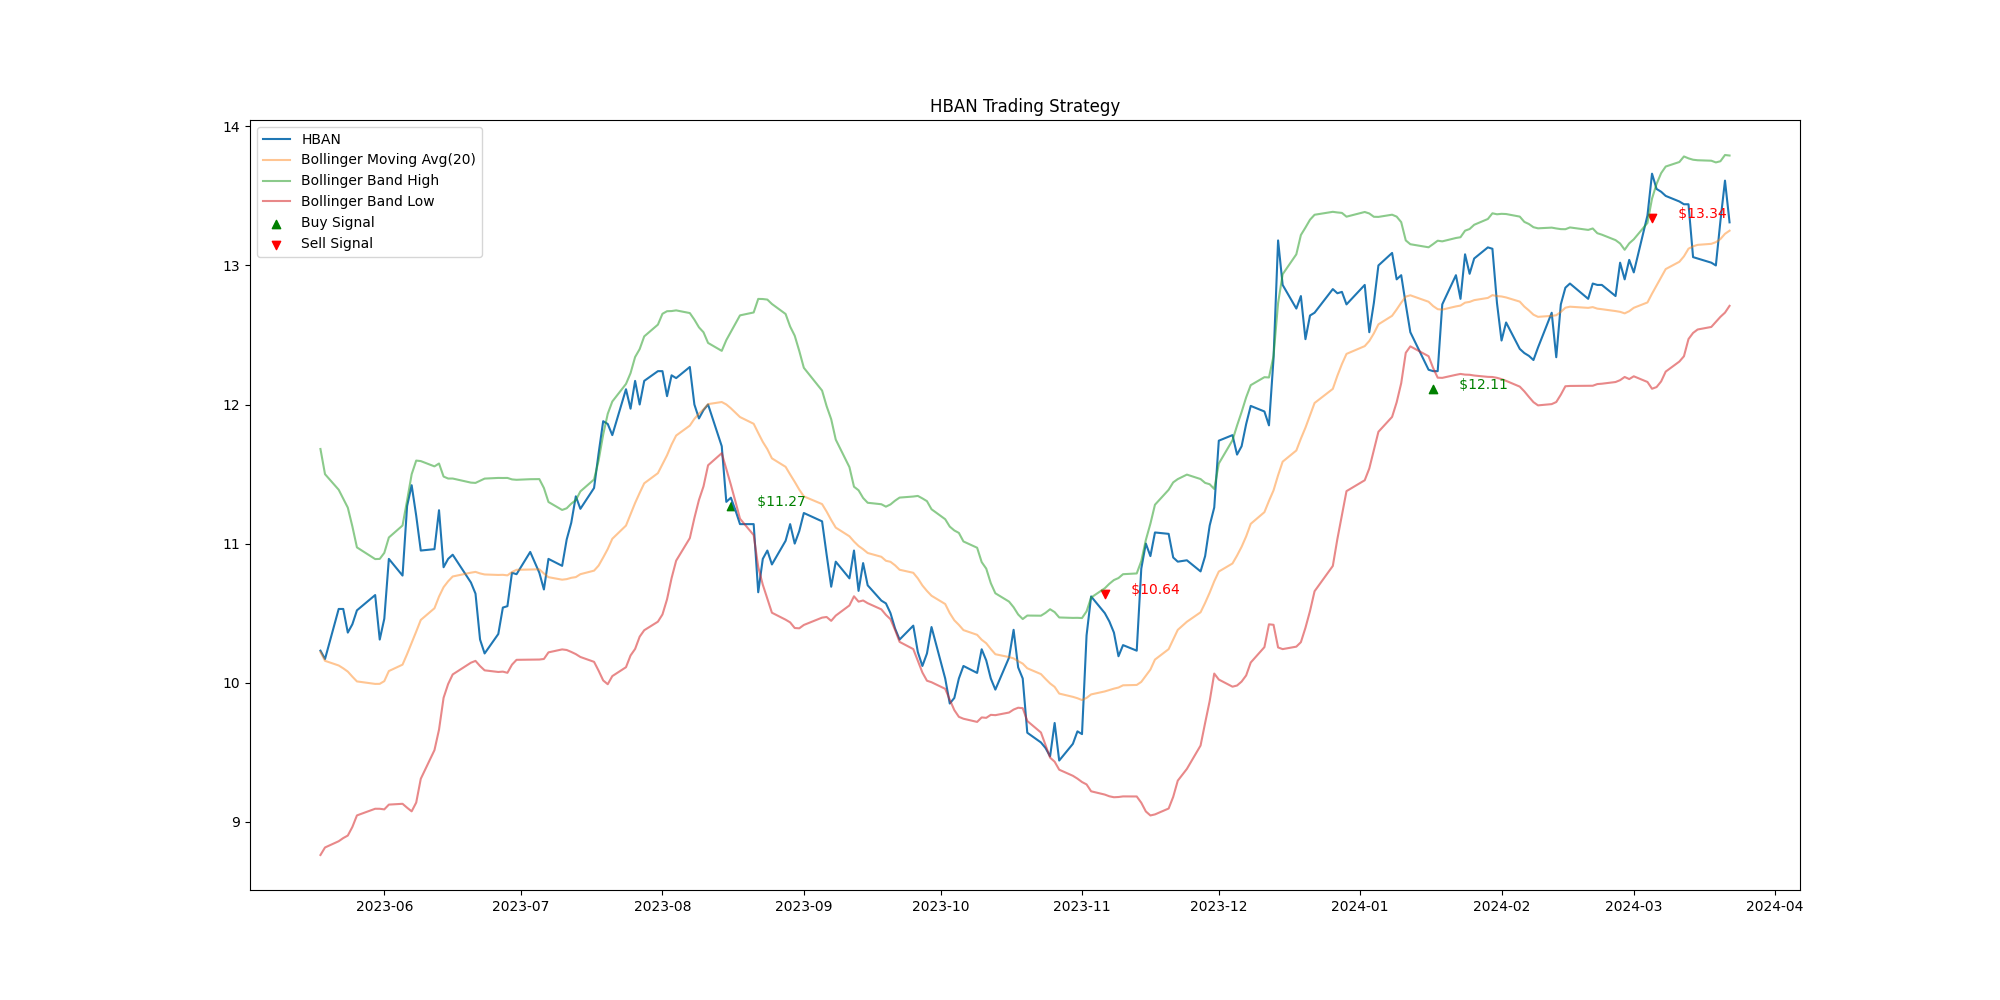 HBAN Trading Strategy
HBAN
Bollinger Moving Avg(20)
Bollinger Band High
Bollinger Band Low
Buy Signal
Sell Signal
14
13
12
11
10
9
$11.27
$10.64
$12.11
$13.34
2023-06 2023-07 2023-08 2023-09 2023-10 2023-11 2023-12 2024-01 2024-02 2024-03 2024-04